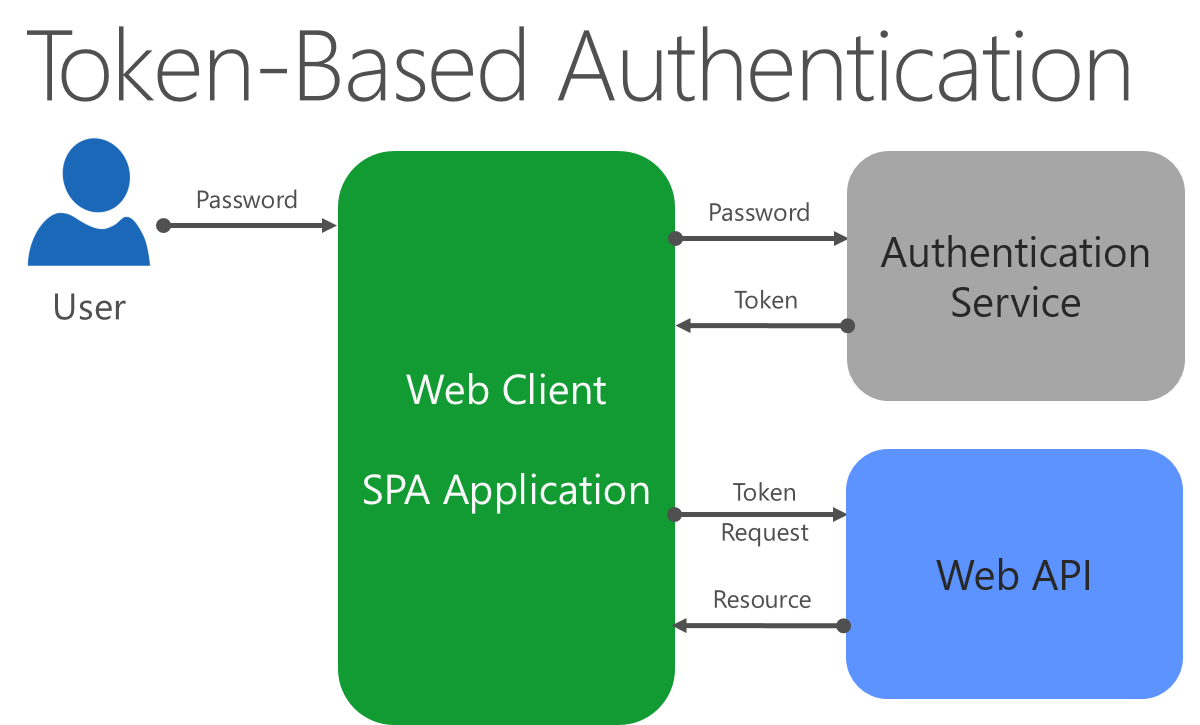 Token-Based Authentication
User
Password
Web Client
SPA Application
Password
Token
Authentication
Service
Token
Request
Resource
Web API